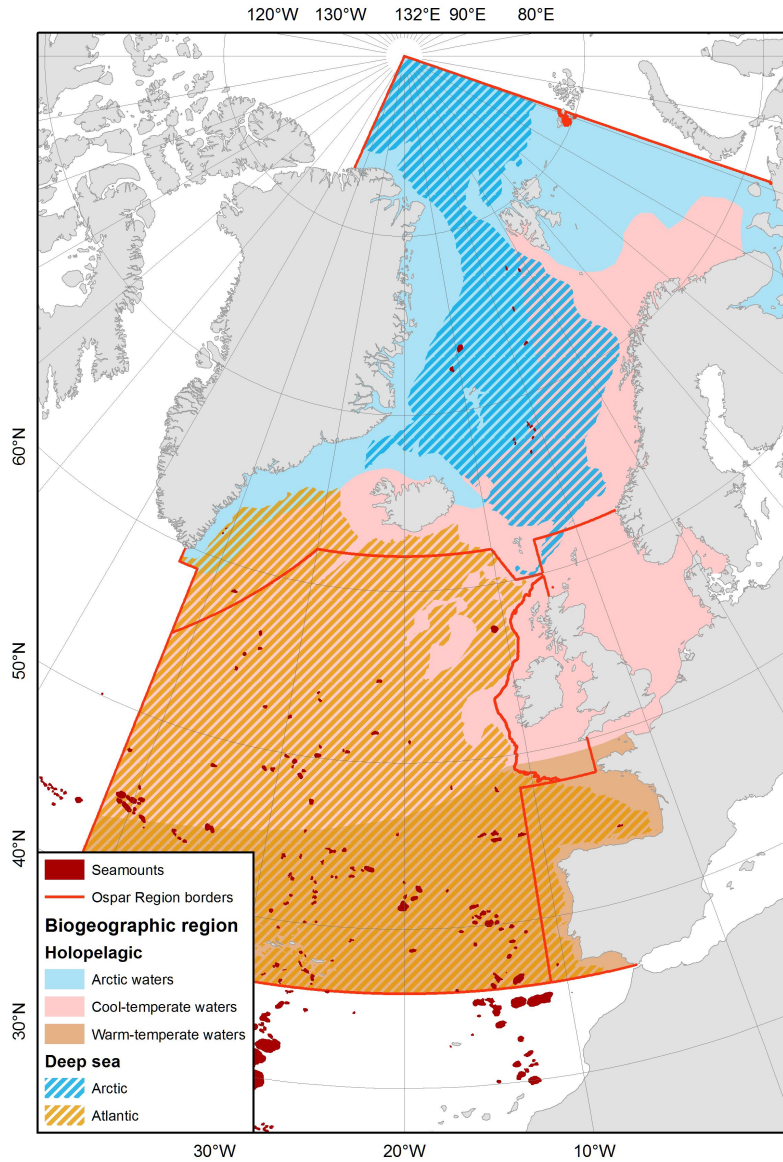 120°W 130°W 132°E 90°E 80°E
60°N
50°N
40°N
30°N
Seamounts
Ospar Region borders
Biogeographic region
Holopelagic
Arctic waters
Cool-temperate waters
Warm-temperate waters
Deep sea
Arctic
Atlantic
30°W 20°W 10°W